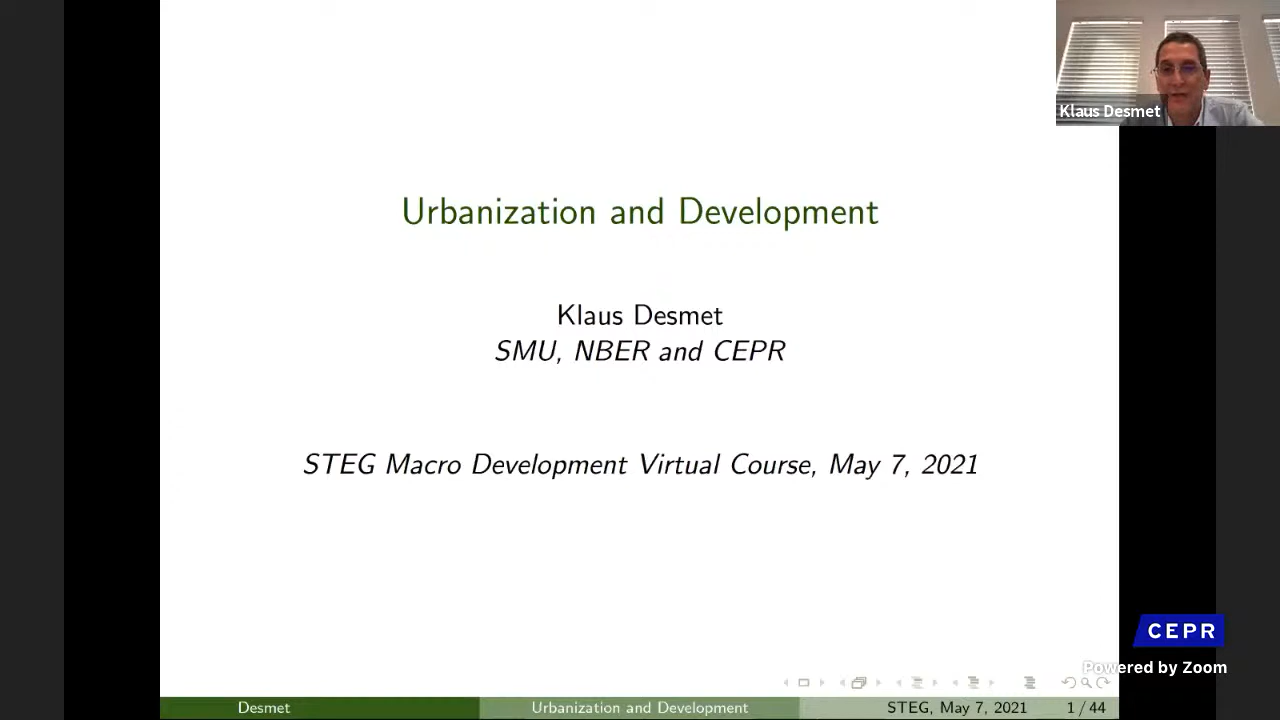 Klaus Desmet
Urbanization and Development
Klaus Desmet
SMU, NBER and CEPR
STEG Macro Development Virtual Course, May 7, 2021
CEPR
Powered by Zoom
Desmet
Urbanization and Development
STEG, May 7, 2021
1 / 44